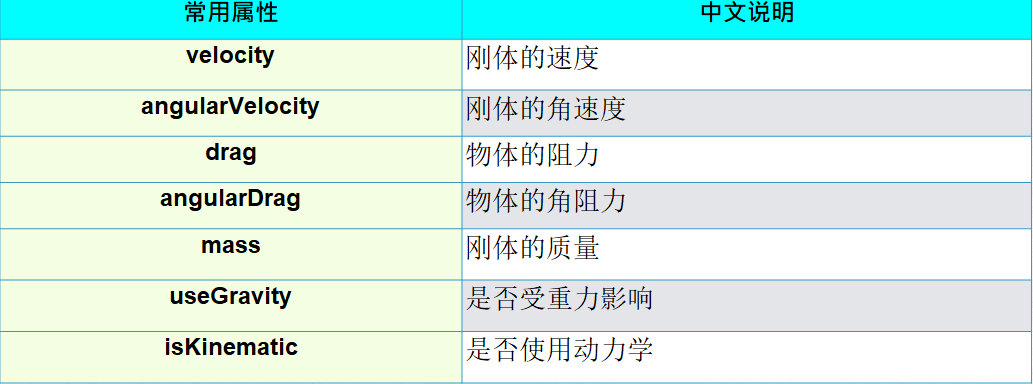 常用属性 中文说明
velocity 刚体的速度
angularVelocity 刚体的角速度
drag 物体的阻力
angularDrag 物体的角阻力
mass 刚体的质量
useGravity 是否受重力影响
isKinematic 是否使用动力学